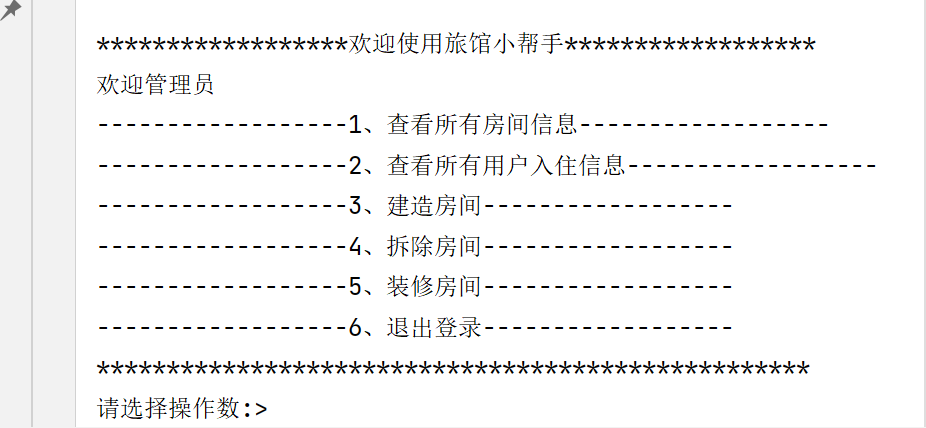 ******************欢迎使用旅馆小帮手******************
欢迎管理员
------------------1、查看所有房间信息------------------
------------------2、查看所有用户入住信息------------------
------------------3、建造房间------------------
------------------4、拆除房间------------------
------------------5、装修房间------------------
------------------6、退出登录------------------
***************************************************
请选择操作数:>